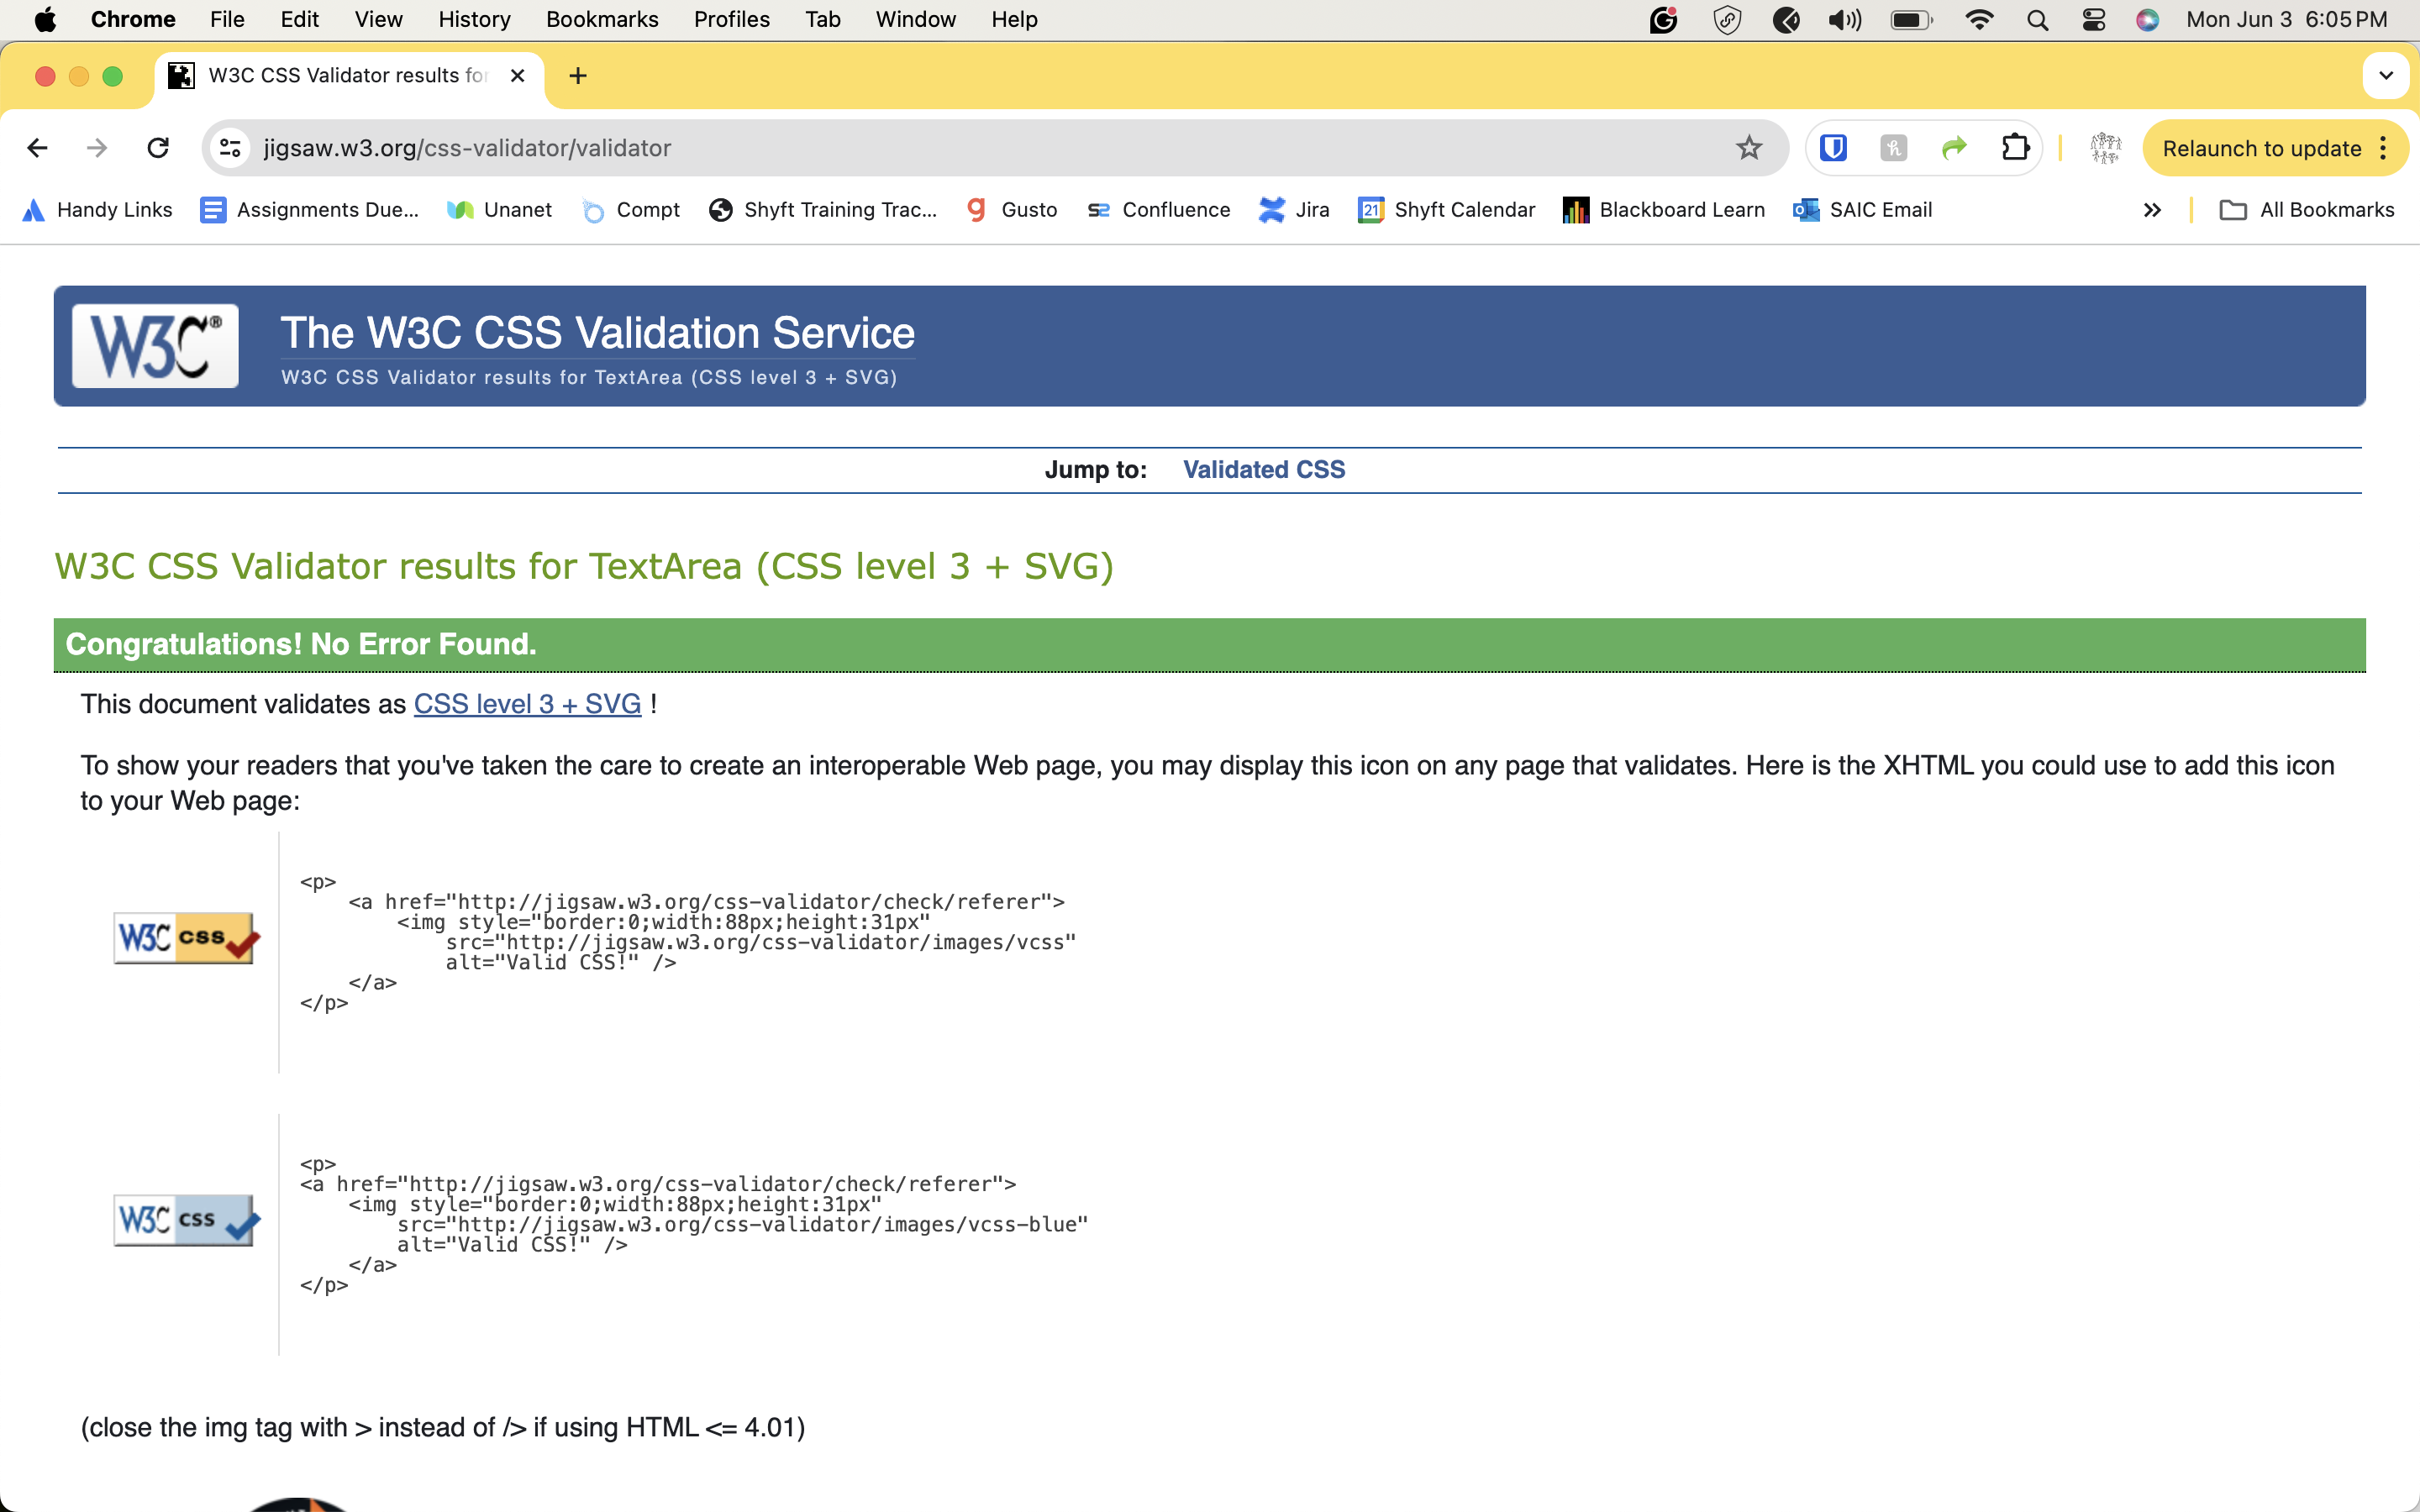 Chrome File Edit View History Bookmarks Profiles Tab Window Help Mon Jun 3 6:05 PM
W3C CSS Validator results for
jigsaw.w3.org/css-validator/validator Relaunch to update
Handy Links Assignments Due... Unanet Compt Shyft Training Trac... Gusto Confluence Jira 21 Shyft Calendar Blackboard Learn SAIC Email All Bookmarks
W3C® The W3C CSS Validation Service
W3C CSS Validator results for TextArea (CSS level 3 + SVG)
Jump to: Validated CSS
W3C CSS Validator results for TextArea (CSS level 3 + SVG)
Congratulations! No Error Found.
This document validates as CSS level 3 + SVG !
To show your readers that you've taken the care to create an interoperable Web page, you may display this icon on any page that validates. Here is the XHTML you could use to add this icon
to your Web page:
W3C css
<p>
    <a href="http://jigsaw.w3.org/css-validator/check/referer">
        <img style="border:0;width:88px;height:31px"
            src="http://jigsaw.w3.org/css-validator/images/vcss"
            alt="Valid CSS!" />
    </a>
</p>
W3C css
<p>
<a href="http://jigsaw.w3.org/css-validator/check/referer">
    <img style="border:0;width:88px;height:31px"
        src="http://jigsaw.w3.org/css-validator/images/vcss-blue"
        alt="Valid CSS!" />
    </a>
</p>
(close the img tag with > instead of /> if using HTML <= 4.01)